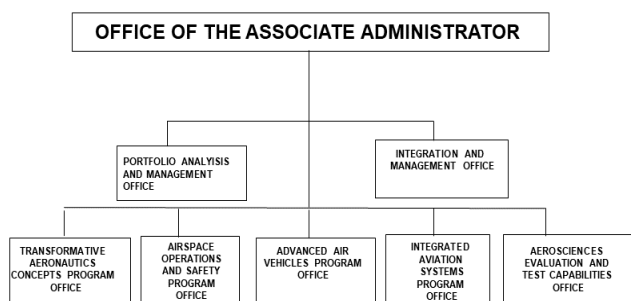 OFFICE OF THE ASSOCIATE ADMINISTRATOR
PORTFOLIO ANALYISIS
AND MANAGEMENT
OFFICE
INTEGRATION AND
MANAGEMENT OFFICE
TRANSFORMATIVE
AERONAUTICS
CONCEPTS PROGRAM
OFFICE
AIRSPACE
OPERATIONS
AND SAFETY
PROGRAM
OFFICE
ADVANCED AIR
VEHICLES PROGRAM
OFFICE
INTEGRATED
AVIATION
SYSTEMS
PROGRAM
OFFICE
AEROSCIENCES
EVALUATION AND
TEST CAPABILITIES
OFFICE